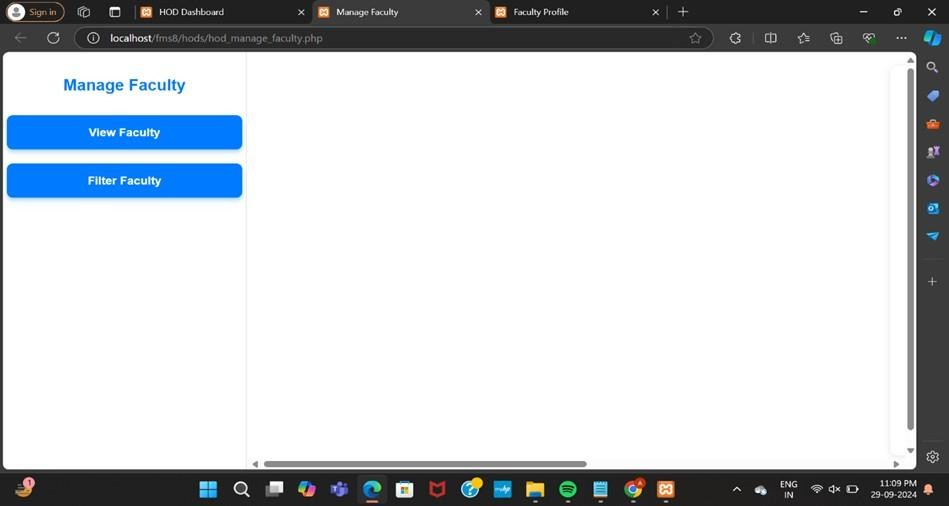 Sign in
HOD Dashboard
Manage Faculty
Faculty Profile
localhost/fms8/hods/hod_manage_faculty.php
Manage Faculty
View Faculty
Filter Faculty
1
A
ENG
IN
11:09 PM
29-09-2024